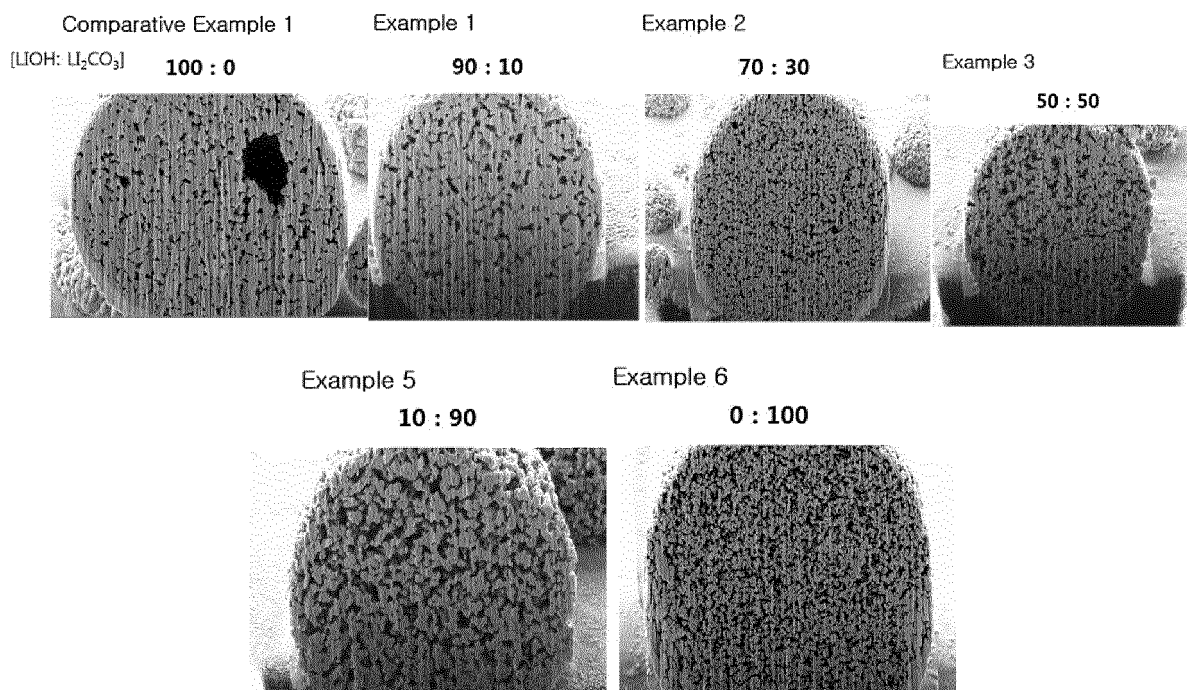 Comparative Example 1
Example 1
Example 2
Example 3
[LIOH: LI₂CO₃]
100 : 0
90 : 10
70 : 30
50 : 50
Example 5
Example 6
10 : 90
0 : 100